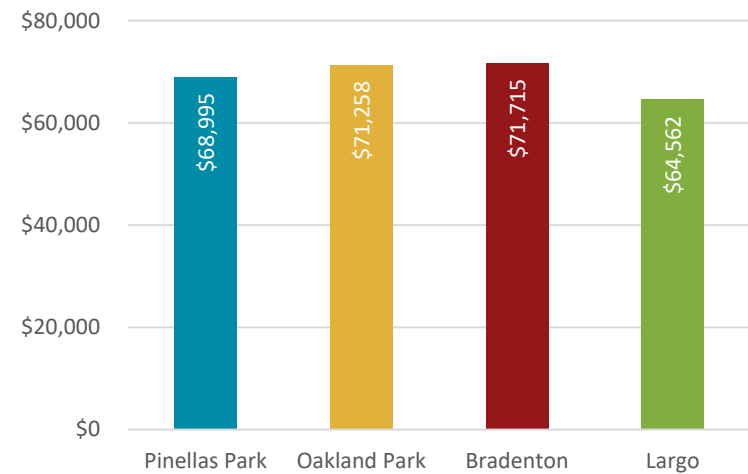 $80,000
$60,000
$40,000
$20,000
$0
$68,995
$71,258
$71,715
$64,562
Pinellas Park
Oakland Park
Bradenton
Largo